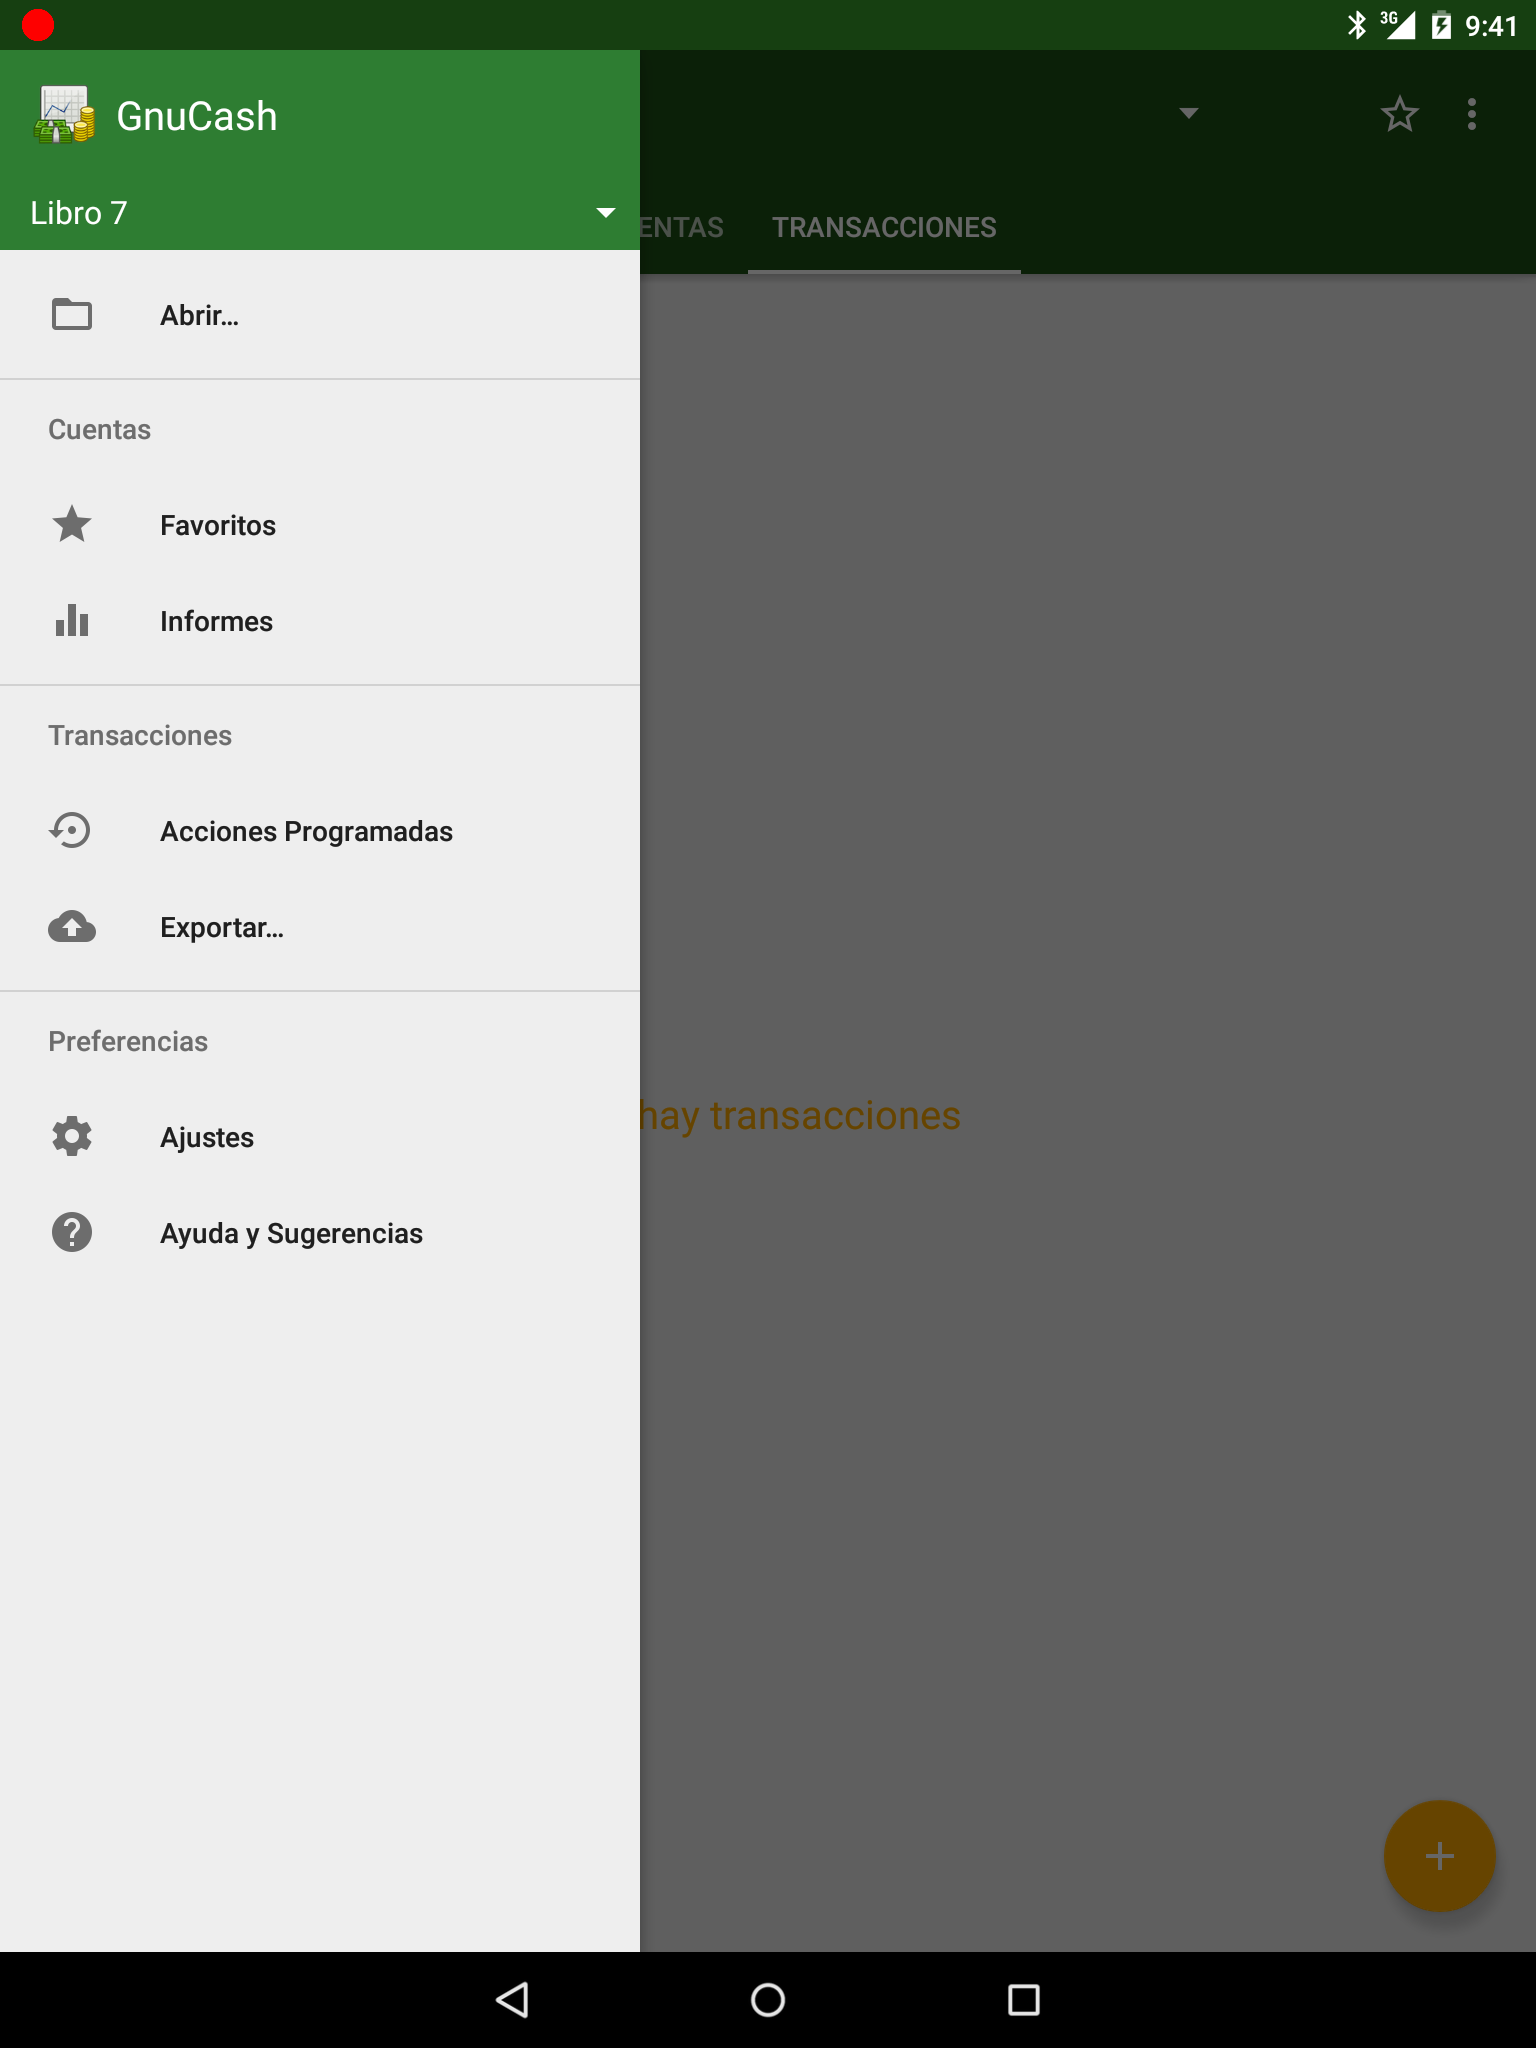 3G 9:41
GnuCash
Libro 7
ENTAS TRANSACCIONES
Abrir...
Cuentas
Favoritos
Informes
Transacciones
Acciones Programadas
Exportar...
Preferencias
hay transacciones
Ajustes
Ayuda y Sugerencias